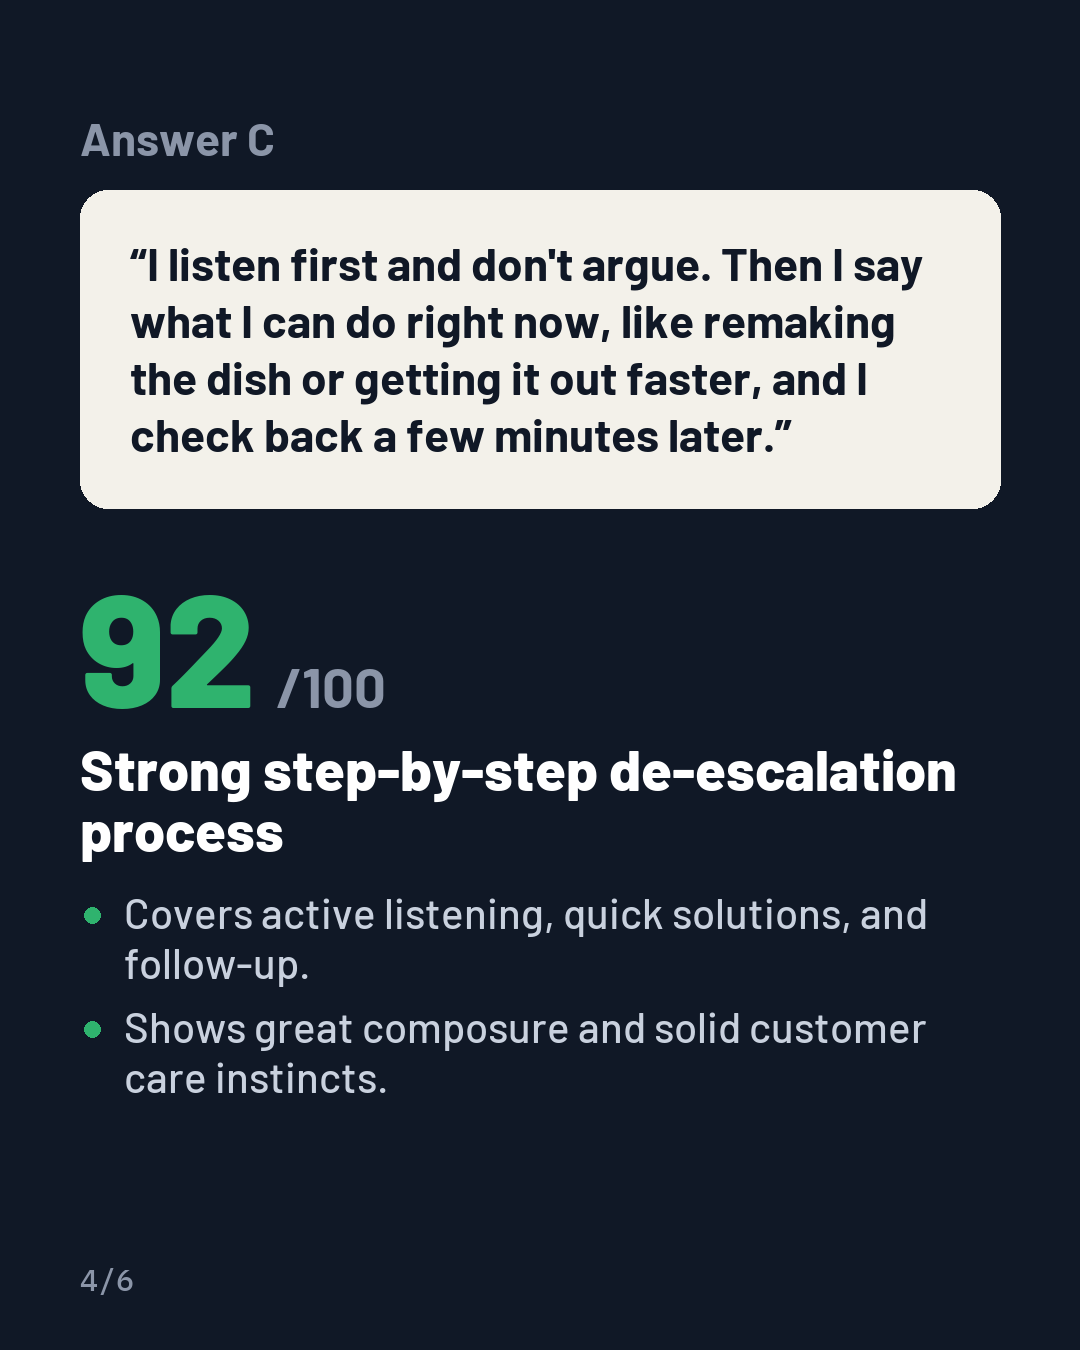 Answer C
“I listen first and don't argue. Then I say
what I can do right now, like remaking
the dish or getting it out faster, and I
check back a few minutes later.”
92 /100
Strong step-by-step de-escalation
process
Covers active listening, quick solutions, and
follow-up.
Shows great composure and solid customer
care instincts.
4/6